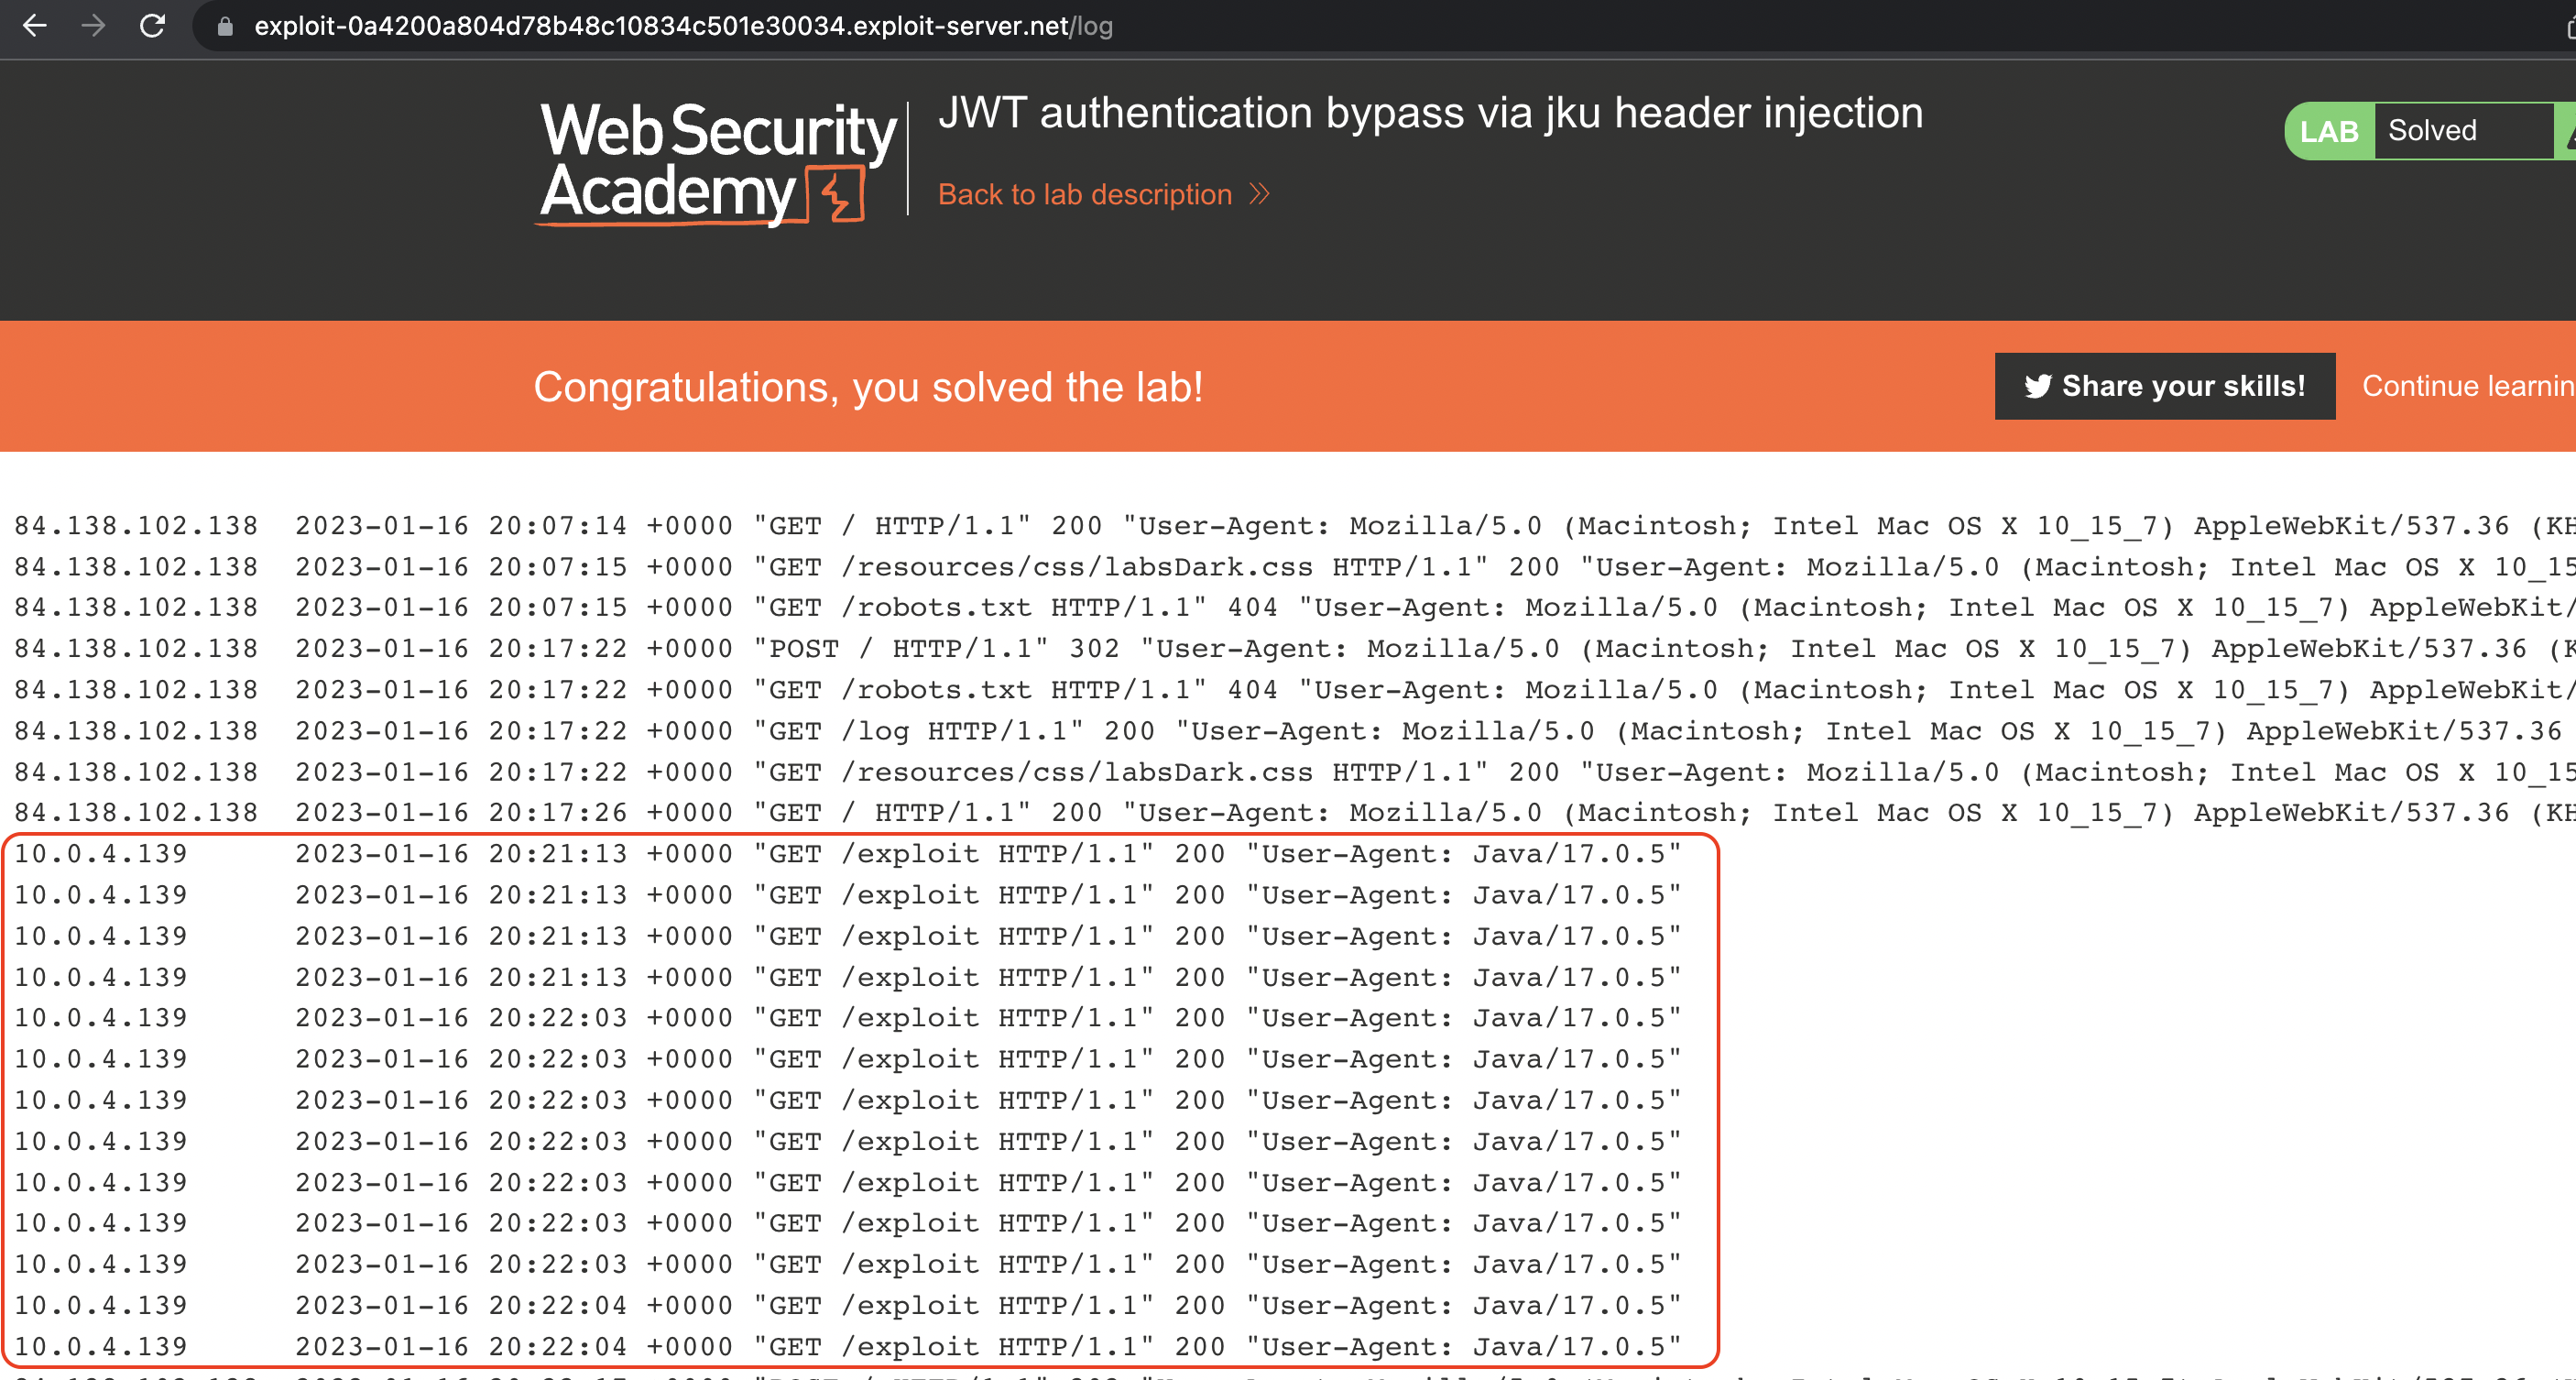 exploit-0a4200a804d78b48c10834c501e30034.exploit-server.net/log
Web Security
Academy
JWT authentication bypass via jku header injection
Back to lab description
LAB Solved
Congratulations, you solved the lab!
Share your skills! Continue learnin
84.138.102.138 2023-01-16 20:07:14 +0000 "GET / HTTP/1.1" 200 "User-Agent: Mozilla/5.0 (Macintosh; Intel Mac OS X 10_15_7) AppleWebKit/537.36 (KH
84.138.102.138 2023-01-16 20:07:15 +0000 "GET /resources/css/labsDark.css HTTP/1.1" 200 "User-Agent: Mozilla/5.0 (Macintosh; Intel Mac OS X 10_15
84.138.102.138 2023-01-16 20:07:15 +0000 "GET /robots.txt HTTP/1.1" 404 "User-Agent: Mozilla/5.0 (Macintosh; Intel Mac OS X 10_15_7) AppleWebKit/
84.138.102.138 2023-01-16 20:17:22 +0000 "POST / HTTP/1.1" 302 "User-Agent: Mozilla/5.0 (Macintosh; Intel Mac OS X 10_15_7) AppleWebKit/537.36 (K
84.138.102.138 2023-01-16 20:17:22 +0000 "GET /robots.txt HTTP/1.1" 404 "User-Agent: Mozilla/5.0 (Macintosh; Intel Mac OS X 10_15_7) AppleWebKit/
84.138.102.138 2023-01-16 20:17:22 +0000 "GET /log HTTP/1.1" 200 "User-Agent: Mozilla/5.0 (Macintosh; Intel Mac OS X 10_15_7) AppleWebKit/537.36
84.138.102.138 2023-01-16 20:17:22 +0000 "GET /resources/css/labsDark.css HTTP/1.1" 200 "User-Agent: Mozilla/5.0 (Macintosh; Intel Mac OS X 10_15
84.138.102.138 2023-01-16 20:17:26 +0000 "GET / HTTP/1.1" 200 "User-Agent: Mozilla/5.0 (Macintosh; Intel Mac OS X 10_15_7) AppleWebKit/537.36 (KH
10.0.4.139 2023-01-16 20:21:13 +0000 "GET /exploit HTTP/1.1" 200 "User-Agent: Java/17.0.5"
10.0.4.139 2023-01-16 20:21:13 +0000 "GET /exploit HTTP/1.1" 200 "User-Agent: Java/17.0.5"
10.0.4.139 2023-01-16 20:21:13 +0000 "GET /exploit HTTP/1.1" 200 "User-Agent: Java/17.0.5"
10.0.4.139 2023-01-16 20:21:13 +0000 "GET /exploit HTTP/1.1" 200 "User-Agent: Java/17.0.5"
10.0.4.139 2023-01-16 20:22:03 +0000 "GET /exploit HTTP/1.1" 200 "User-Agent: Java/17.0.5"
10.0.4.139 2023-01-16 20:22:03 +0000 "GET /exploit HTTP/1.1" 200 "User-Agent: Java/17.0.5"
10.0.4.139 2023-01-16 20:22:03 +0000 "GET /exploit HTTP/1.1" 200 "User-Agent: Java/17.0.5"
10.0.4.139 2023-01-16 20:22:03 +0000 "GET /exploit HTTP/1.1" 200 "User-Agent: Java/17.0.5"
10.0.4.139 2023-01-16 20:22:03 +0000 "GET /exploit HTTP/1.1" 200 "User-Agent: Java/17.0.5"
10.0.4.139 2023-01-16 20:22:03 +0000 "GET /exploit HTTP/1.1" 200 "User-Agent: Java/17.0.5"
10.0.4.139 2023-01-16 20:22:03 +0000 "GET /exploit HTTP/1.1" 200 "User-Agent: Java/17.0.5"
10.0.4.139 2023-01-16 20:22:04 +0000 "GET /exploit HTTP/1.1" 200 "User-Agent: Java/17.0.5"
10.0.4.139 2023-01-16 20:22:04 +0000 "GET /exploit HTTP/1.1" 200 "User-Agent: Java/17.0.5"